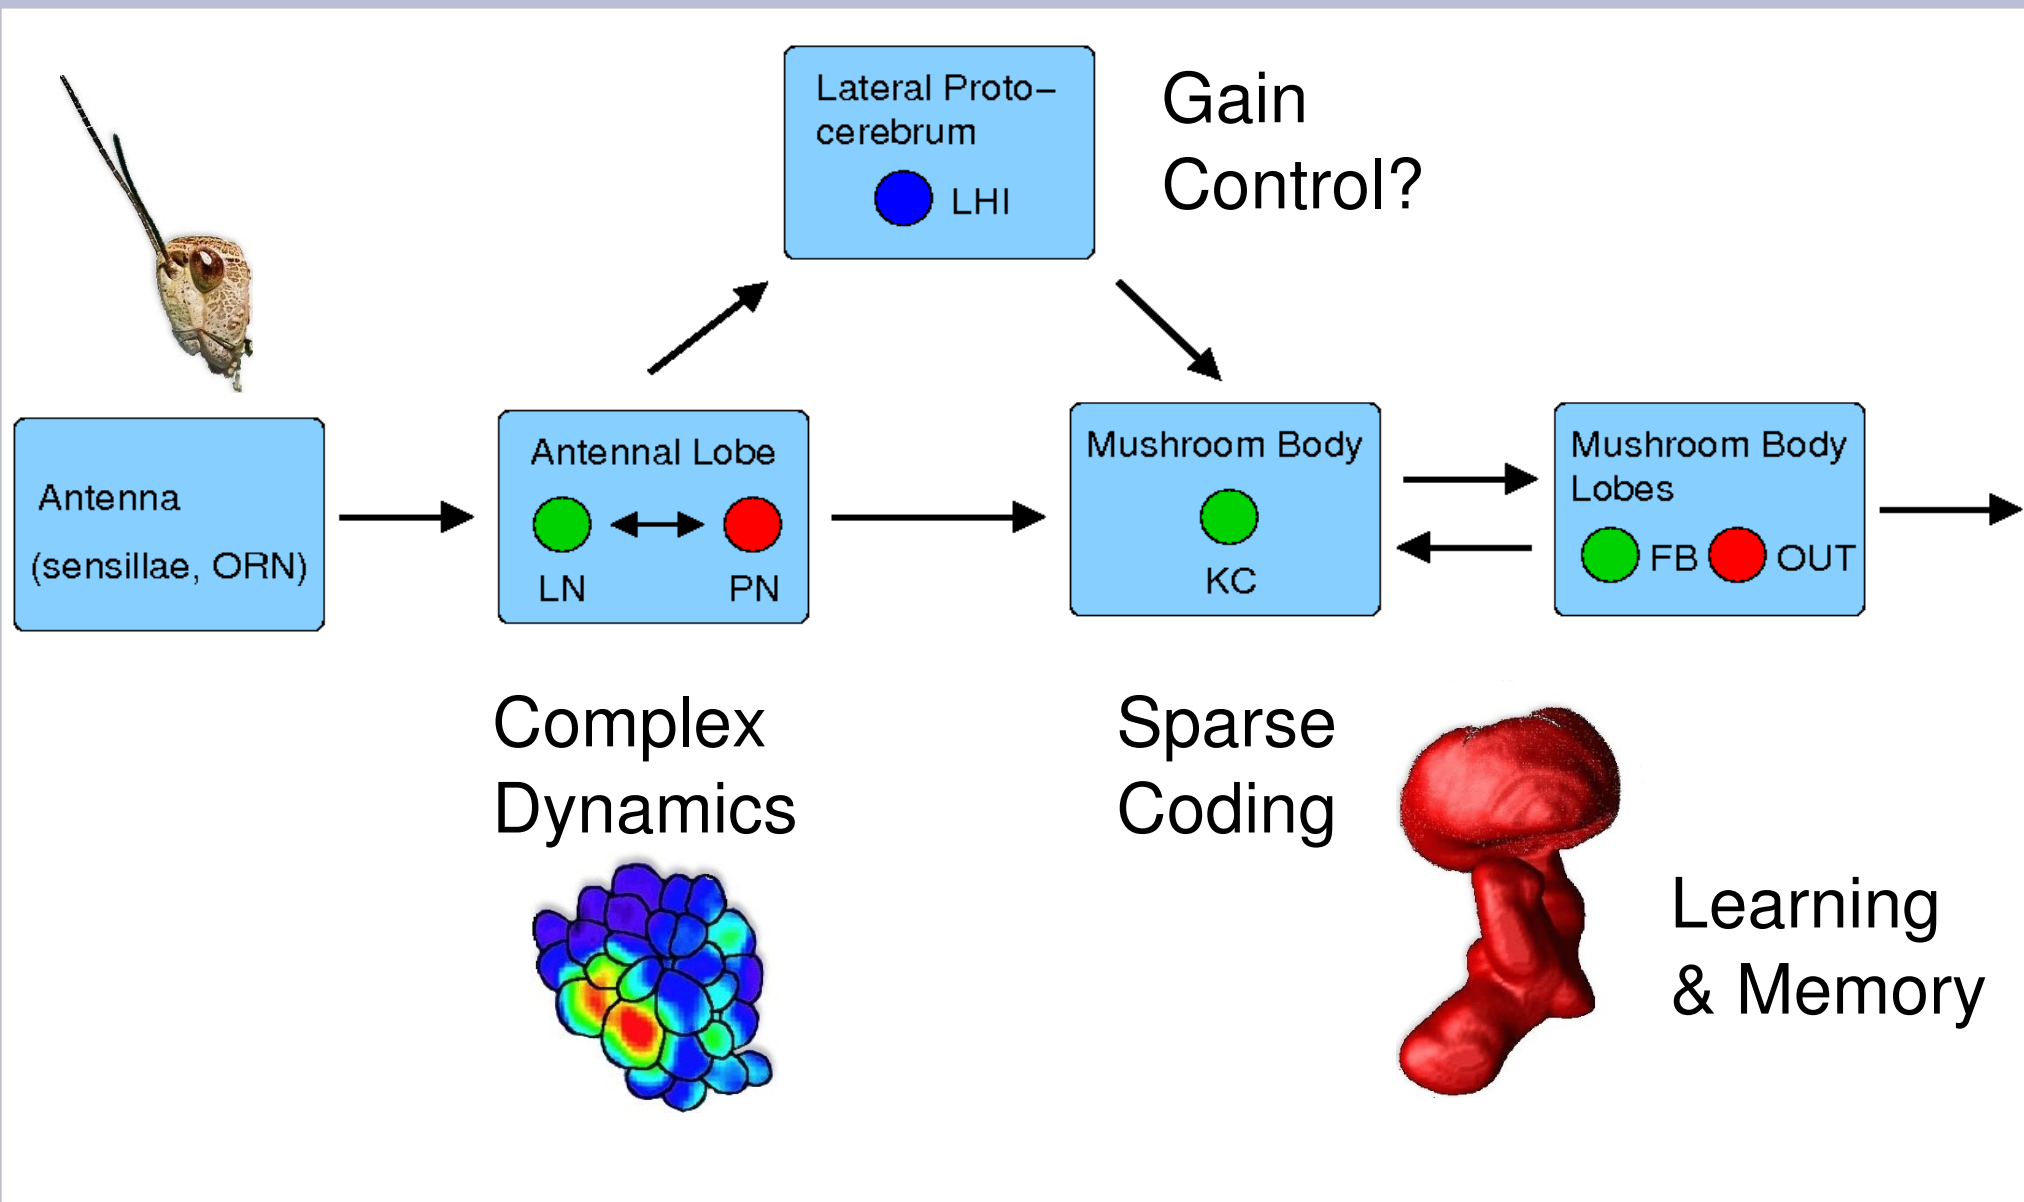 Lateral Proto–
cerebrum
LHI
Gain
Control?
Antenna
(sensillae, ORN)
Antennal Lobe
LN
PN
Mushroom Body
KC
Mushroom Body
Lobes
FB OUT
Complex
Dynamics
Sparse
Coding
Learning
& Memory